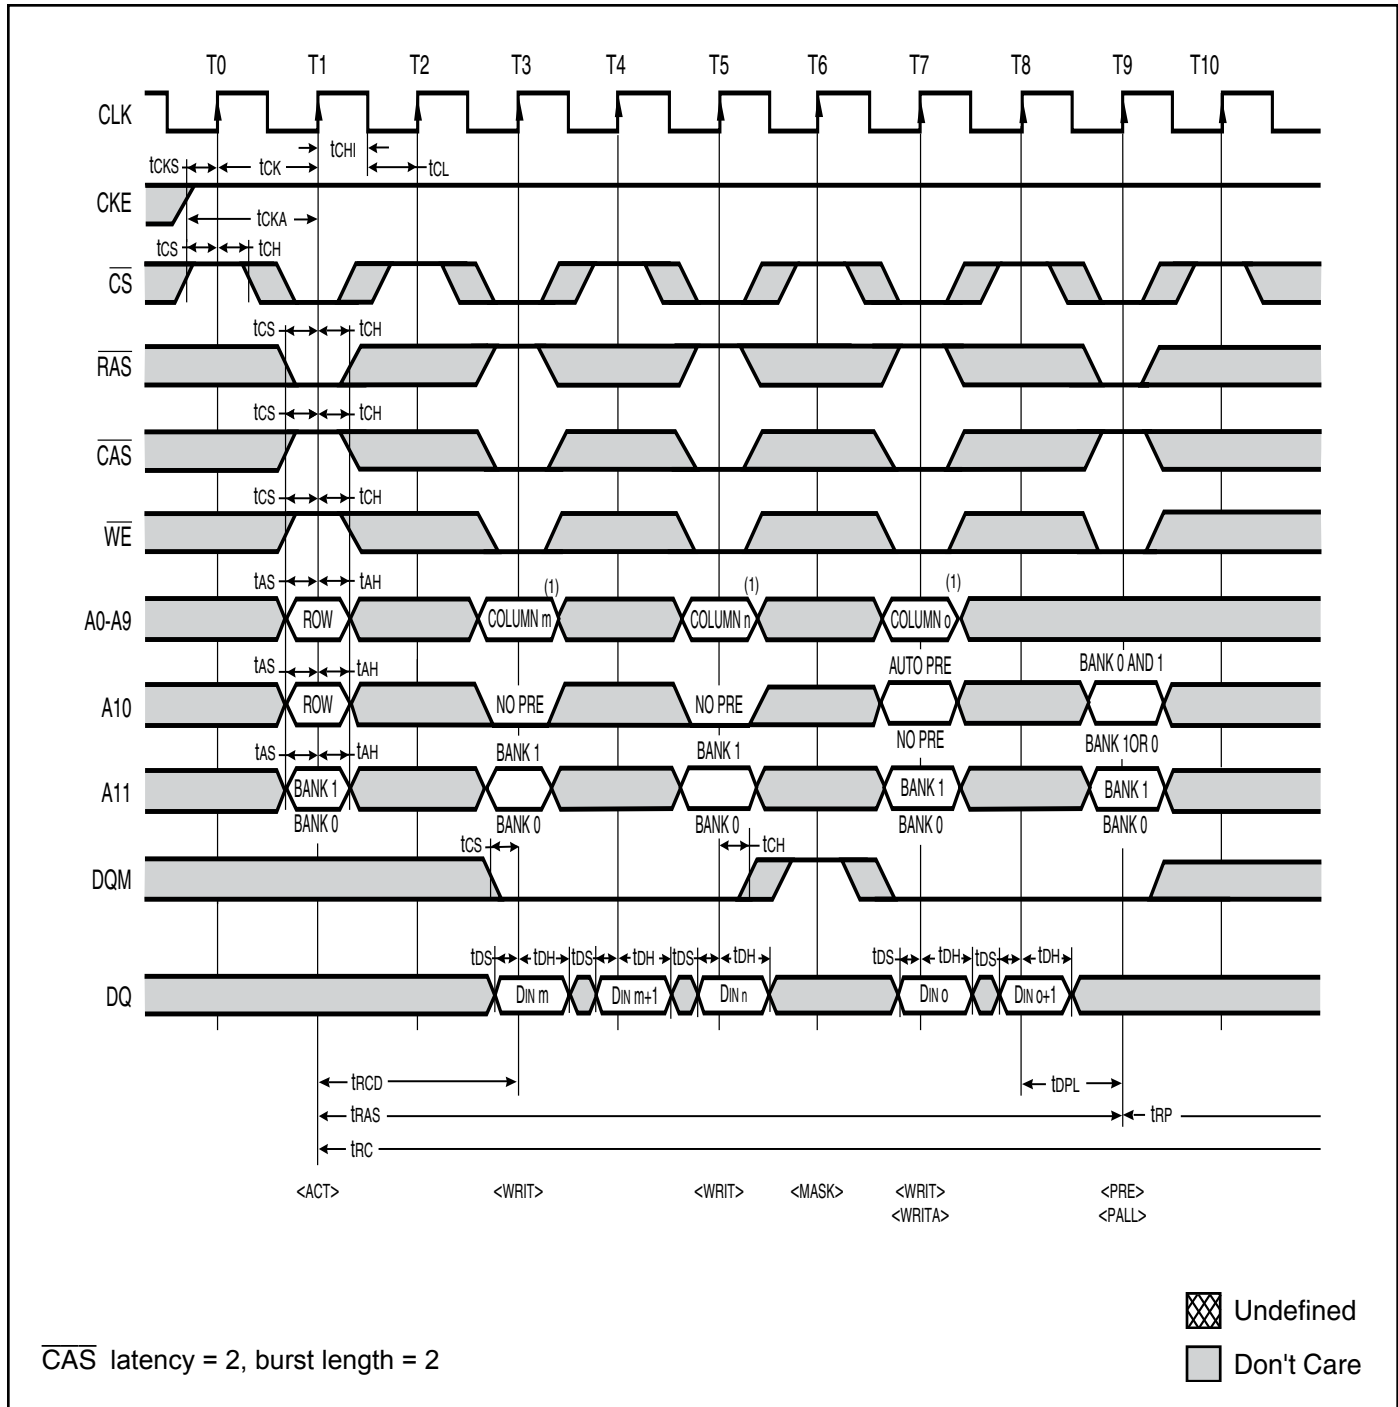 T0 T1 T2 T3 T4 T5 T6 T7 T8 T9 T10
CLK
tCHI
tCKS tCK tCL
CKE
tCKA
tCS tCH
CS
tCS tCH
RAS
tCS tCH
CAS
tCS tCH
WE
tAS tAH (1) (1) (1)
A0-A9 ROW COLUMN m COLUMN n COLUMN o
tAS tAH AUTO PRE BANK 0 AND 1
A10 ROW NO PRE NO PRE
NO PRE BANK 1OR 0
tAS tAH BANK 1 BANK 1
A11 BANK 1 BANK 1 BANK 1
BANK 0 BANK 0 BANK 0 BANK 0 BANK 0
tCS tCH
DQM
tDS tDH tDS tDH tDS tDH tDS tDH tDS tDH
DQ DIN m DIN m+1 DIN n DIN o DIN o+1
tRCD tDPL
tRAS tRP
tRC
<ACT> <WRIT> <WRIT> <MASK> <WRIT> <PRE>
<WRITA> <PALL>
Undefined
CAS latency = 2, burst length = 2
Don't Care